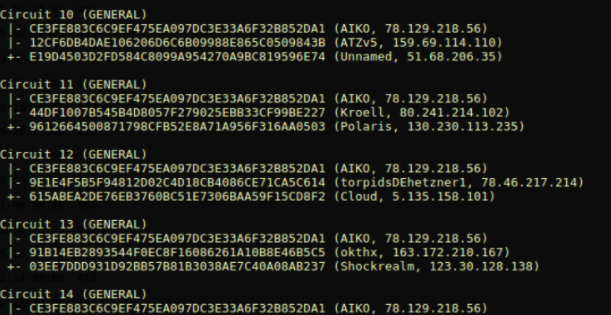 Circuit 10 (GENERAL)
|- CE3FE883C6C9EF475EA097DC3E33A6F32B852DA1 (AIKO, 78.129.218.56)
|- 12CF6DB4DAE106206D6C6B09988E865C0509843B (ATZv5, 159.69.114.110)
+- E19D4503D2FD584C8099A954270A9BC819596E74 (Unnamed, 51.68.206.35)
Circuit 11 (GENERAL)
|- CE3FE883C6C9EF475EA097DC3E33A6F32B852DA1 (AIKO, 78.129.218.56)
|- 44DF1007B545B4D8057F279025EBB33CF99BE227 (Kroell, 80.241.214.102)
+- 9612664500871798CFB52E8A71A956F316AA0503 (Polaris, 130.230.113.235)
Circuit 12 (GENERAL)
|- CE3FE883C6C9EF475EA097DC3E33A6F32B852DA1 (AIKO, 78.129.218.56)
|- 9E1E4F5B5F94812D02C4D18CB4086CE71CA5C614 (torpidsDEhetzner1, 78.46.217.214)
+- 615ABEA2DE76EB3760BC51E7306BAA59F15CD8F2 (Cloud, 5.135.158.101)
Circuit 13 (GENERAL)
|- CE3FE883C6C9EF475EA097DC3E33A6F32B852DA1 (AIKO, 78.129.218.56)
|- 91B14EB2893544F0EC8F16086261A10B8E46B5C5 (okthx, 163.172.210.167)
+- 03EE7DDD931D92BB57B81B3038AE7C40A08AB237 (Shockrealm, 123.30.128.138)
Circuit 14 (GENERAL)
|- CE3FE883C6C9EF475EA097DC3E33A6F32B852DA1 (AIKO, 78.129.218.56)